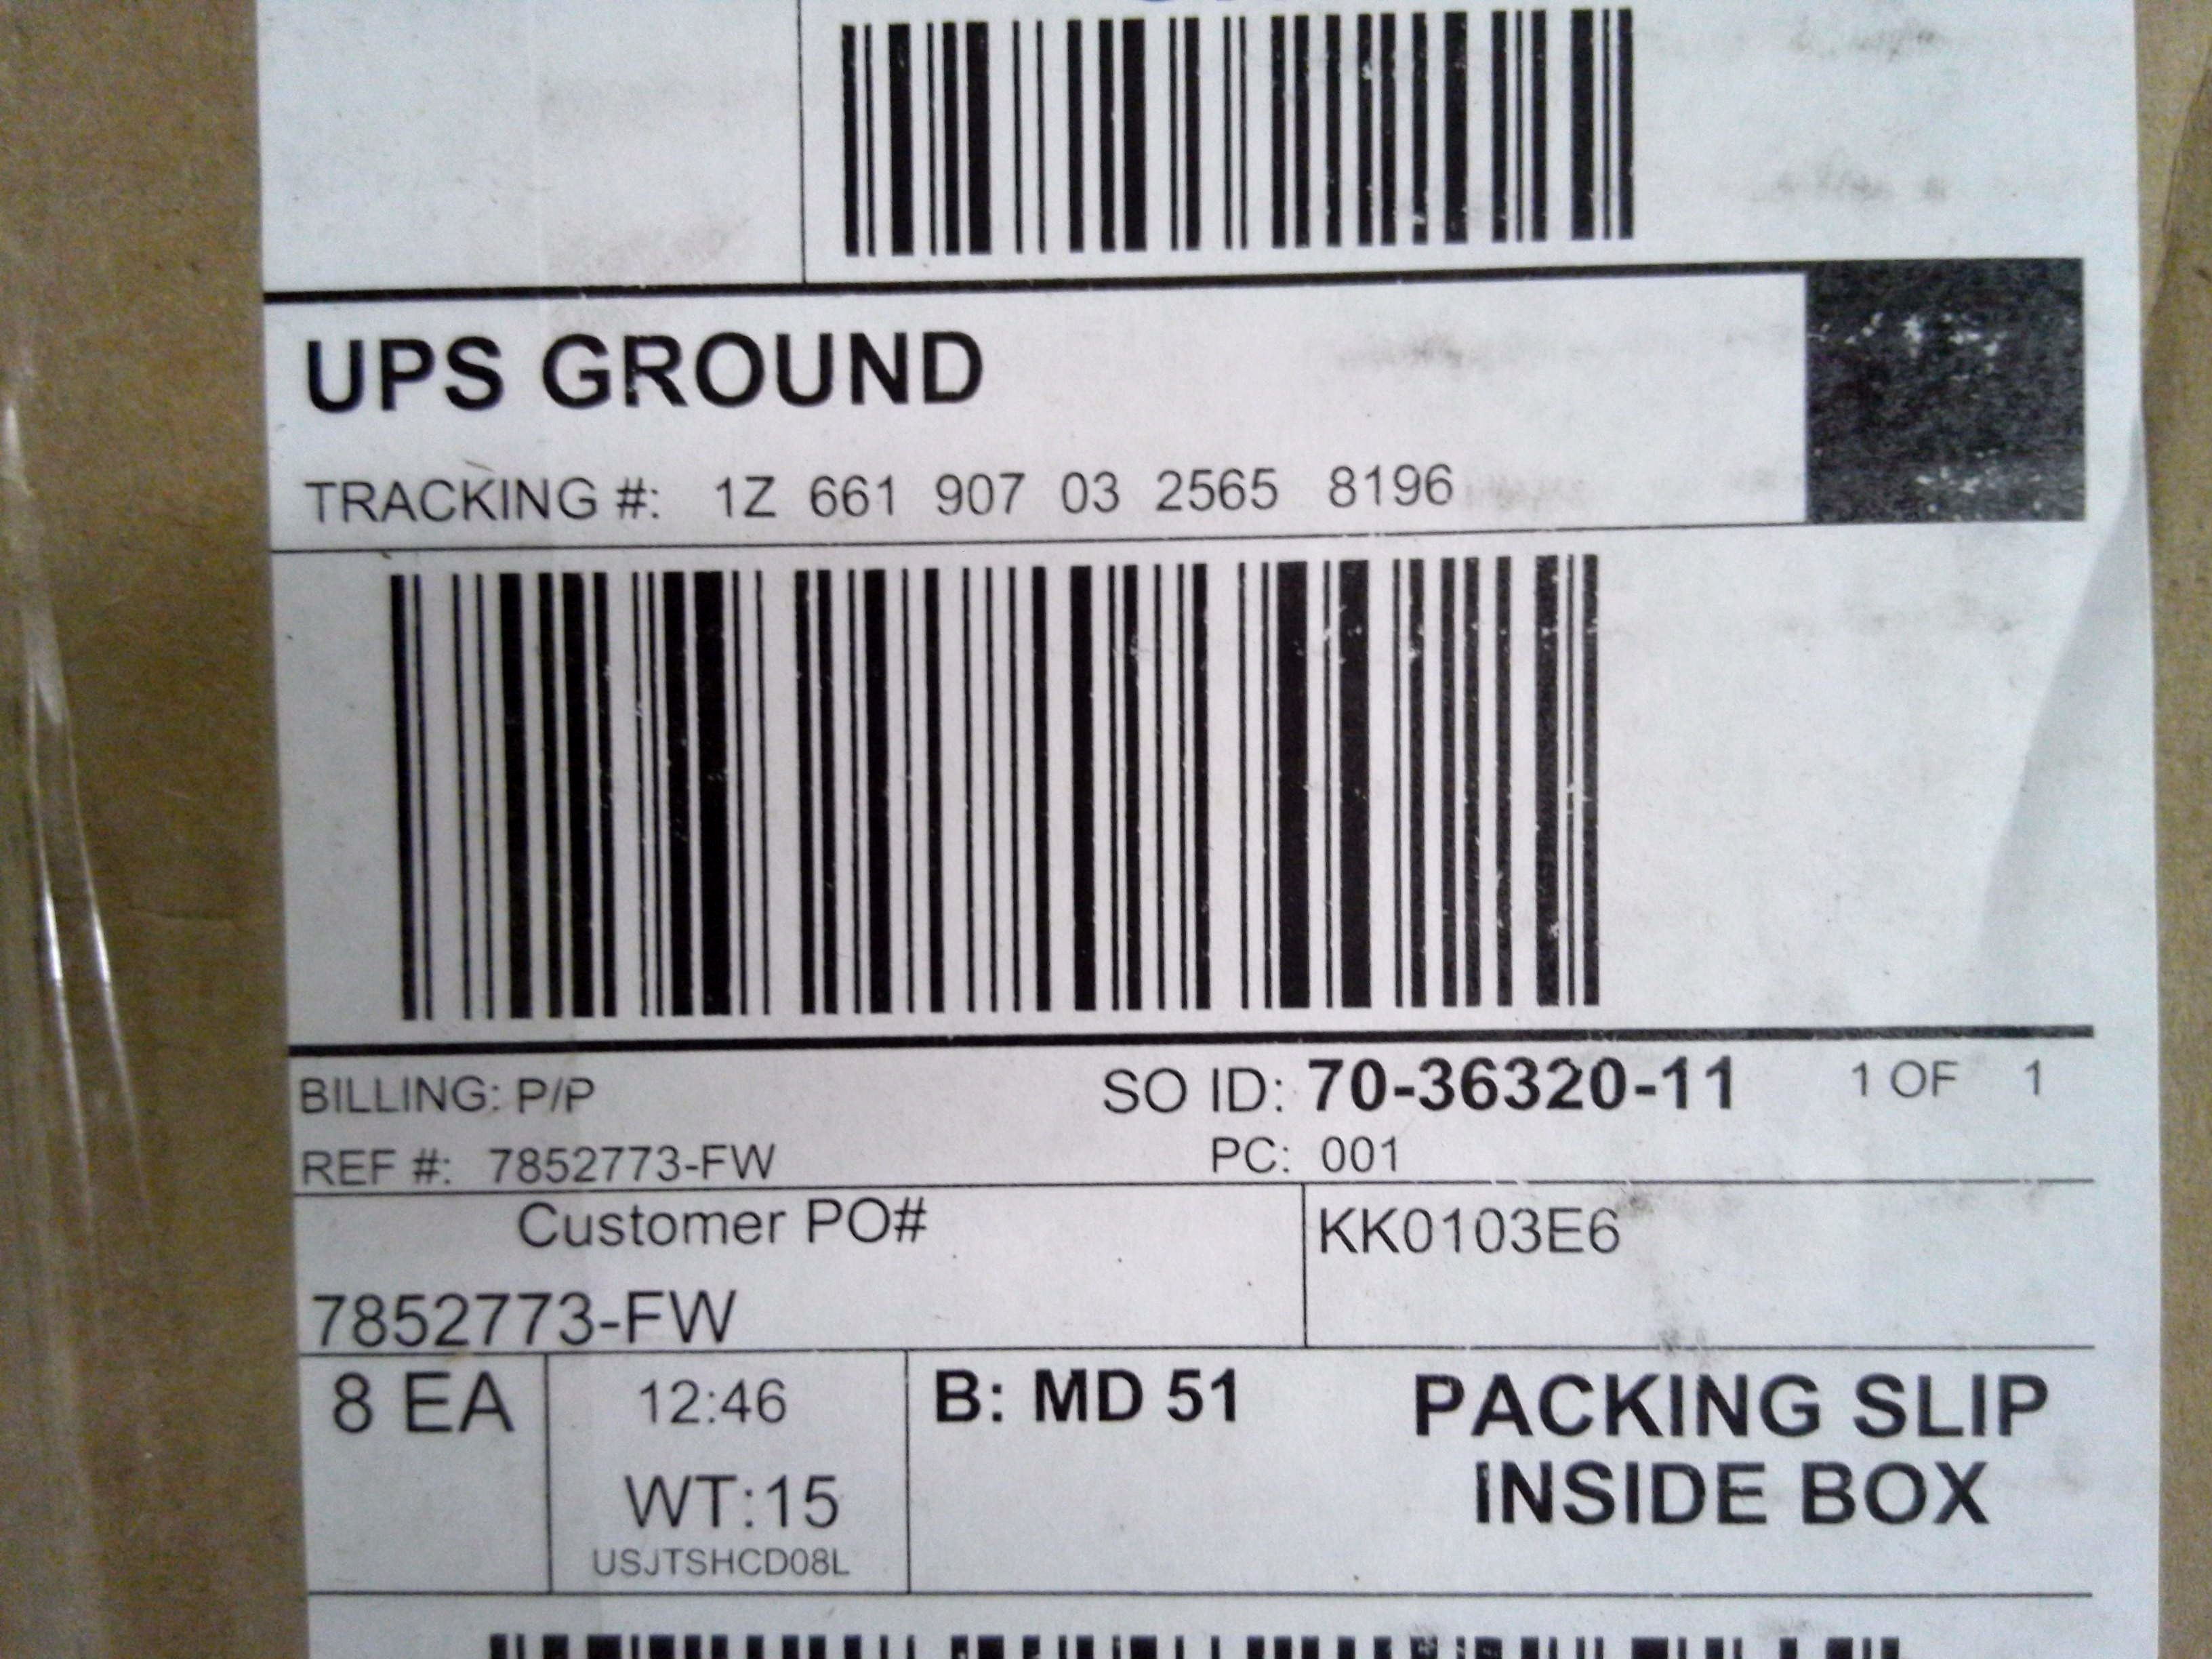 UPS GROUND
TRACKING #: 1Z 661 907 03 2565 8196
BILLING: P/P
SO ID: 70-36320-11 1 OF 1
REF #: 7852773-FW
PC: 001
Customer PO#
KK0103E6
7852773-FW
8 EA
12:46
WT:15
USJTSHCD08L
B: MD 51
PACKING SLIP
INSIDE BOX